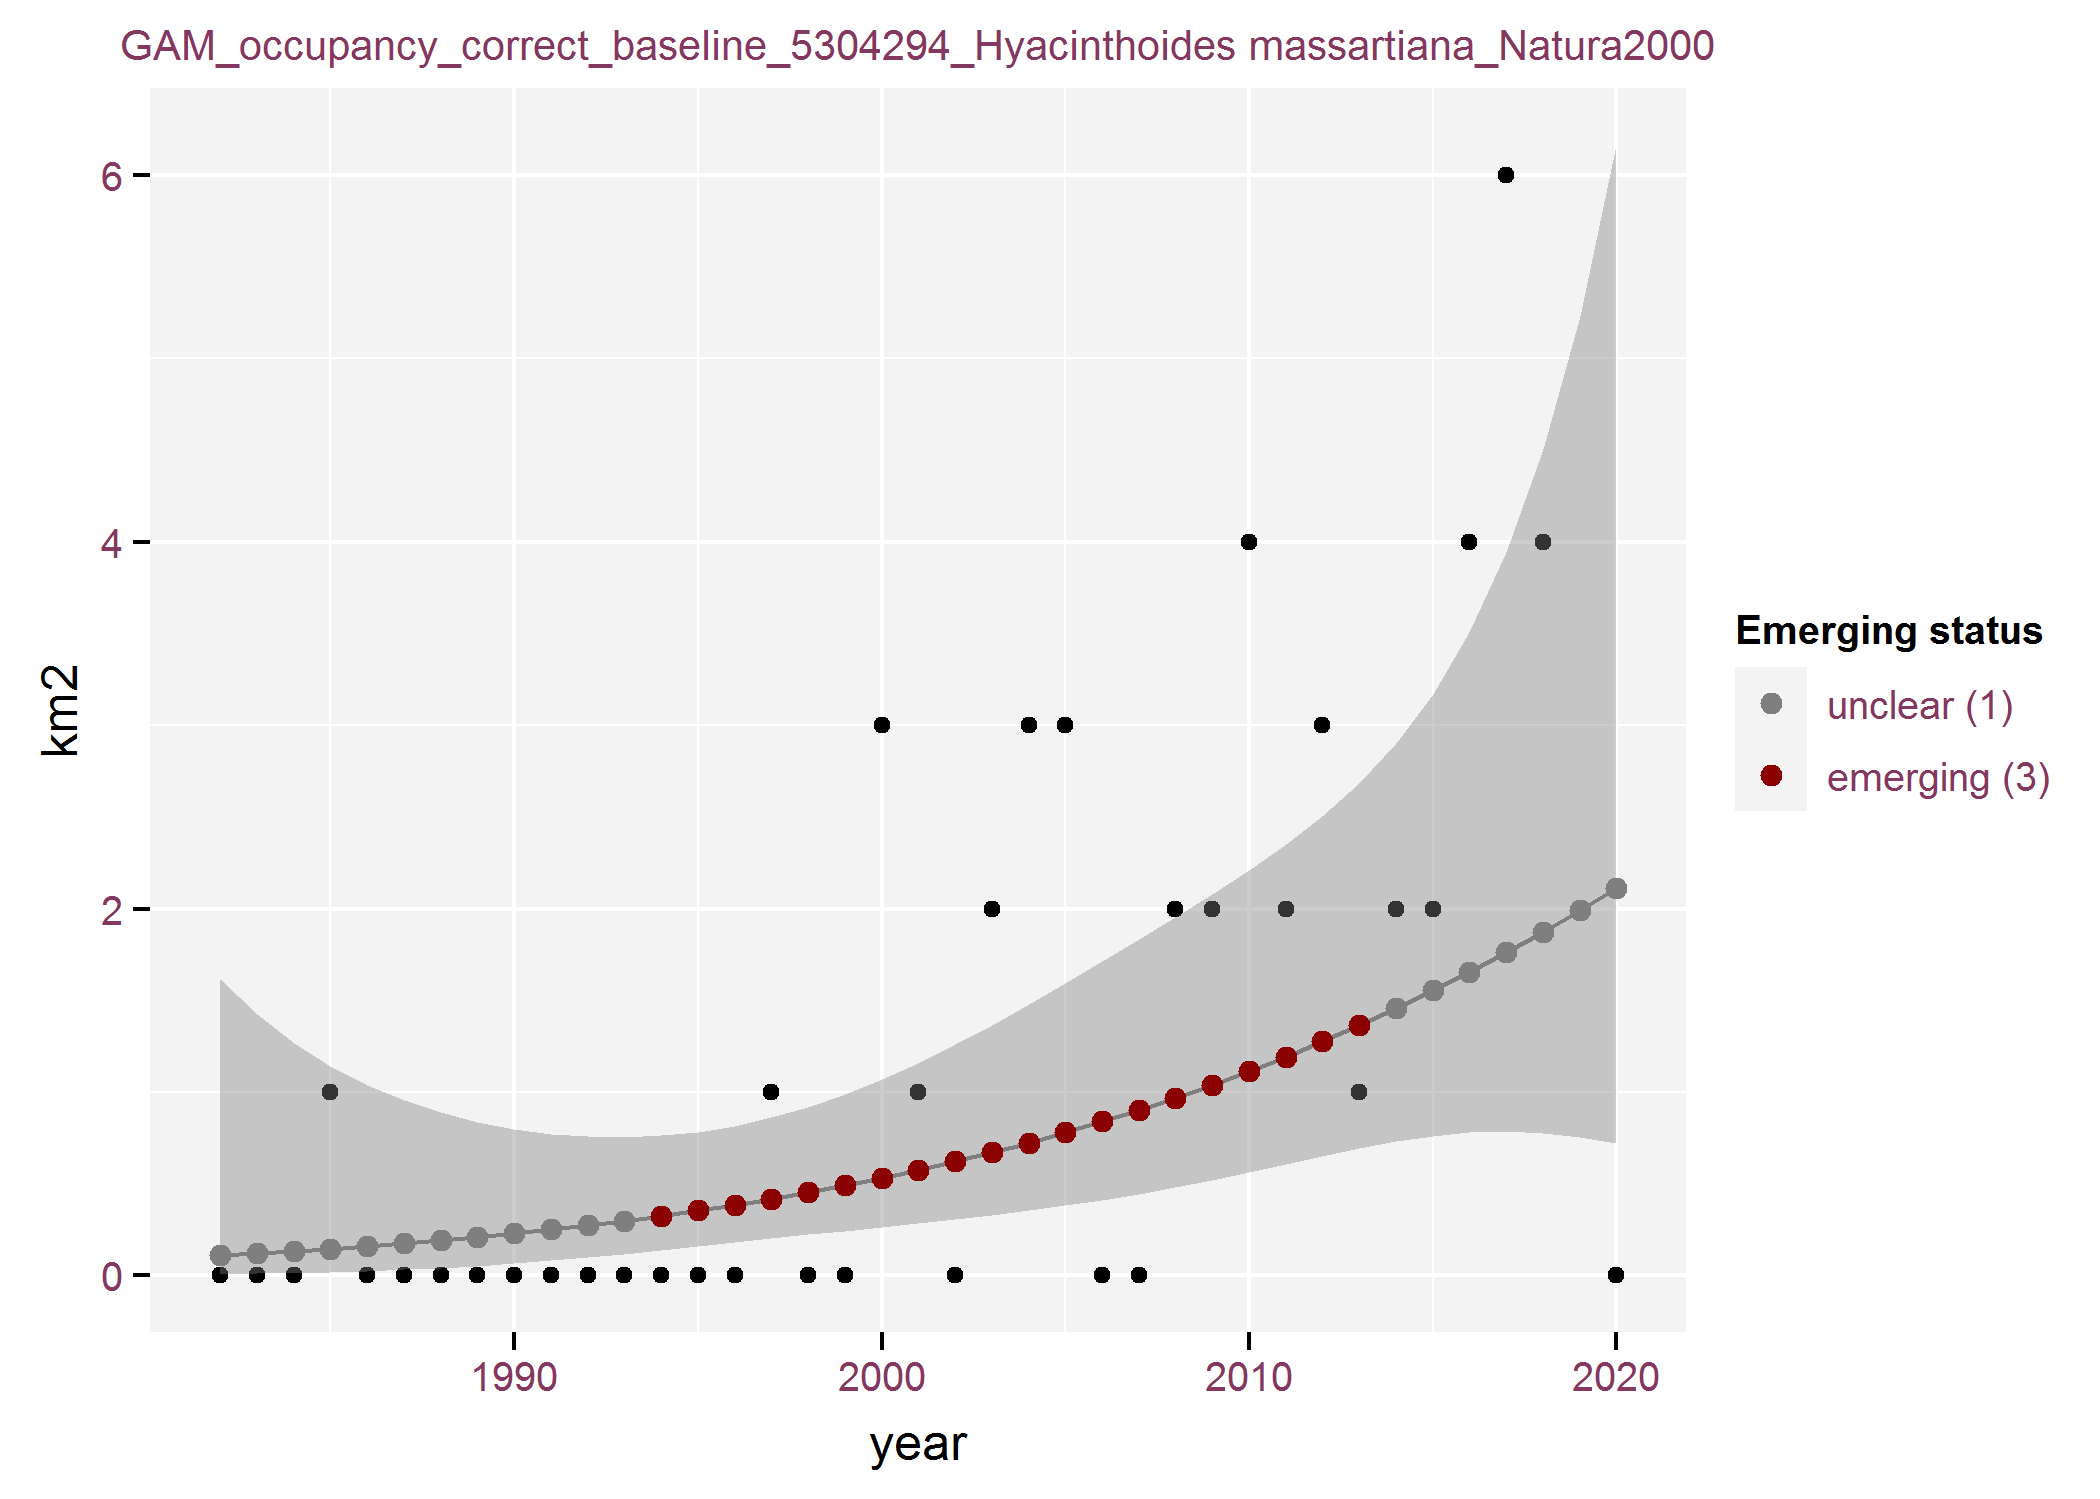 GAM_occupancy_correct_baseline_5304294_Hyacinthoides massartiana_Natura2000
6
4
2
0
km2
1990 2000 2010 2020
year
Emerging status
unclear (1)
emerging (3)